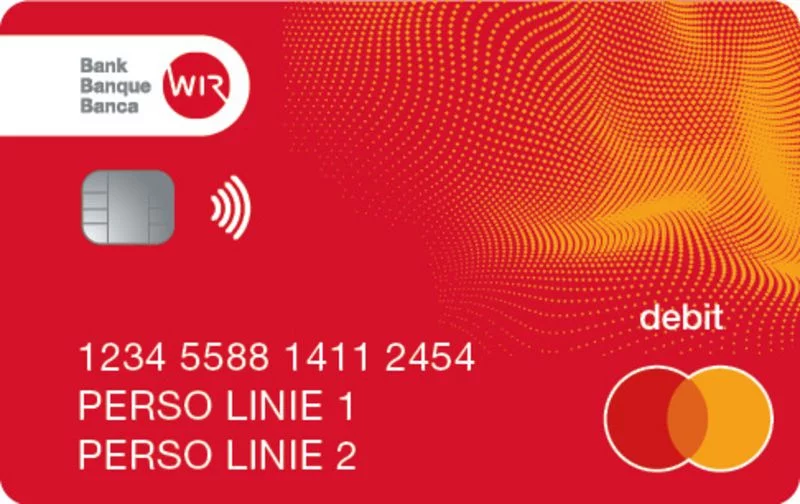 Bank
Banque
Banca
WIR
debit
1234 5588 1411 2454
PERSO LINIE 1
PERSO LINIE 2